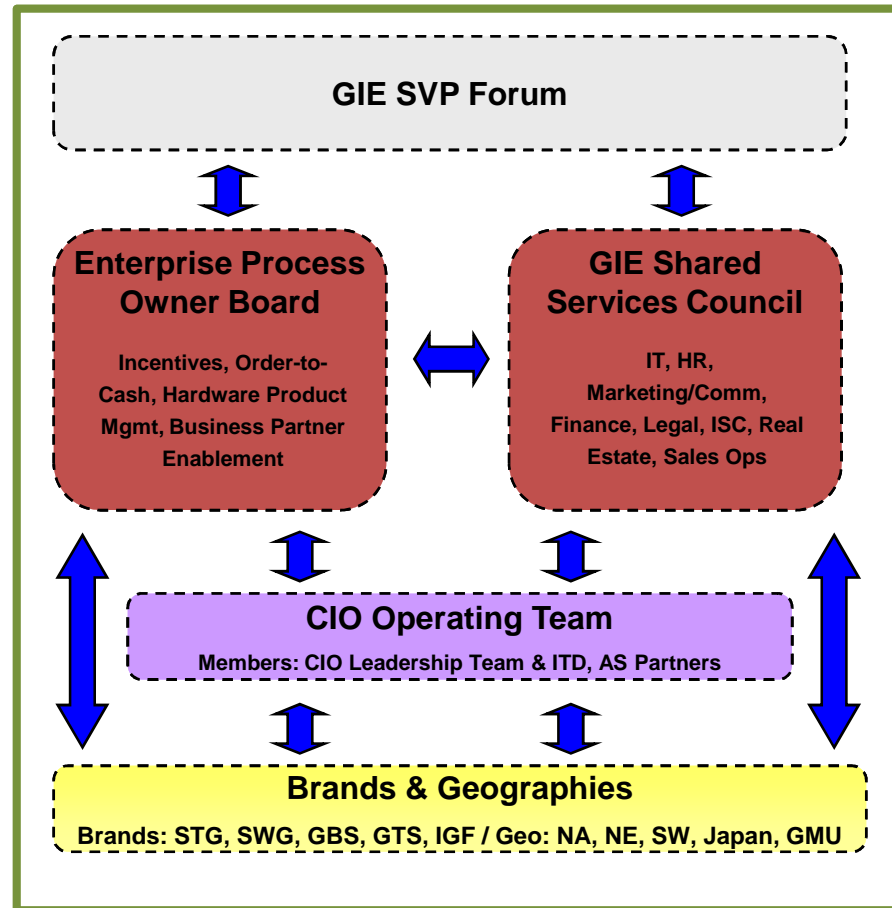 GIE SVP Forum
Enterprise Process
Owner Board
Incentives, Order-to-
Cash, Hardware Product
Mgmt, Business Partner
Enablement
GIE Shared
Services Council
IT, HR,
Marketing/Comm,
Finance, Legal, ISC, Real
Estate, Sales Ops
CIO Operating Team
Members: CIO Leadership Team & ITD, AS Partners
Brands & Geographies
Brands: STG, SWG, GBS, GTS, IGF / Geo: NA, NE, SW, Japan, GMU